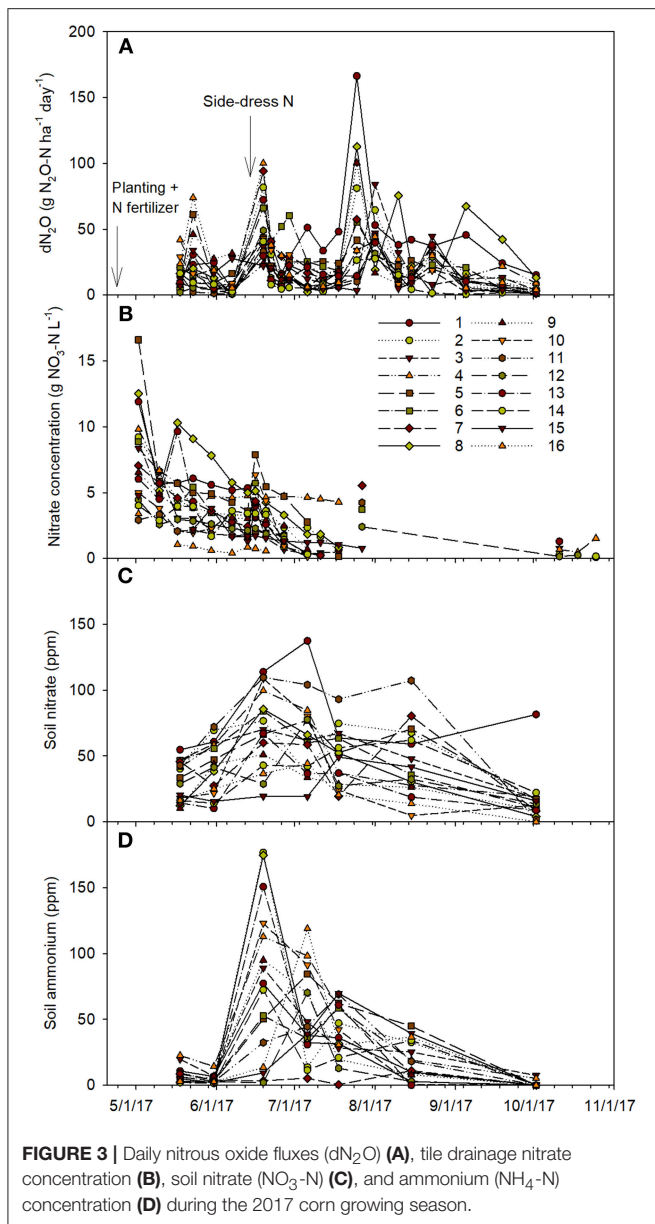 A
200
150
100
50
0
dN2O (g N2O-N ha-1 day-1)
Side-dress N
Planting +
N fertilizer
B
15
10
5
0
Nitrate concentration (g NO3-N L-1)
1 9
2 10
3 11
4 12
5 13
6 14
7 15
8 16
C
150
100
50
0
Soil nitrate (ppm)
D
150
100
50
0
Soil ammonium (ppm)
5/1/17 6/1/17 7/1/17 8/1/17 9/1/17 10/1/17 11/1/17
FIGURE 3 | Daily nitrous oxide fluxes (dN2O) (A), tile drainage nitrate
concentration (B), soil nitrate (NO3-N) (C), and ammonium (NH4-N)
concentration (D) during the 2017 corn growing season.